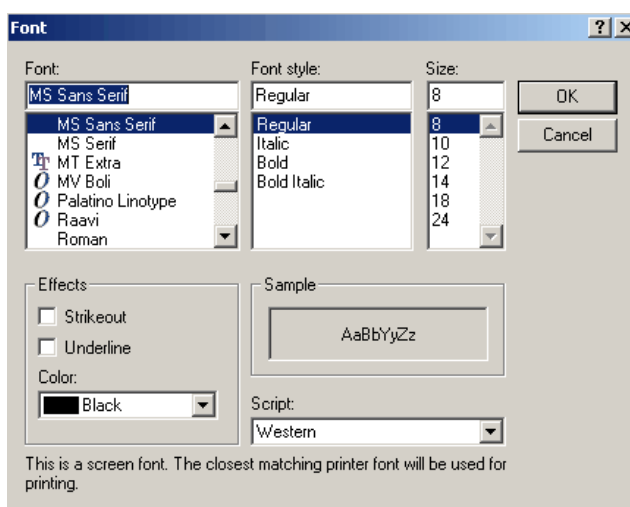 Font
Font:
Font style:
Size:
MS Sans Serif
Regular
8
OK
Cancel
MS Sans Serif
MS Serif
MT Extra
MV Boli
Palatino Linotype
Raavi
Roman
Regular
Italic
Bold
Bold Italic
8
10
12
14
18
24
Effects
Strikeout
Underline
Color:
Black
Sample
AaBbYyZz
Script:
Western
This is a screen font. The closest matching printer font will be used for
printing.